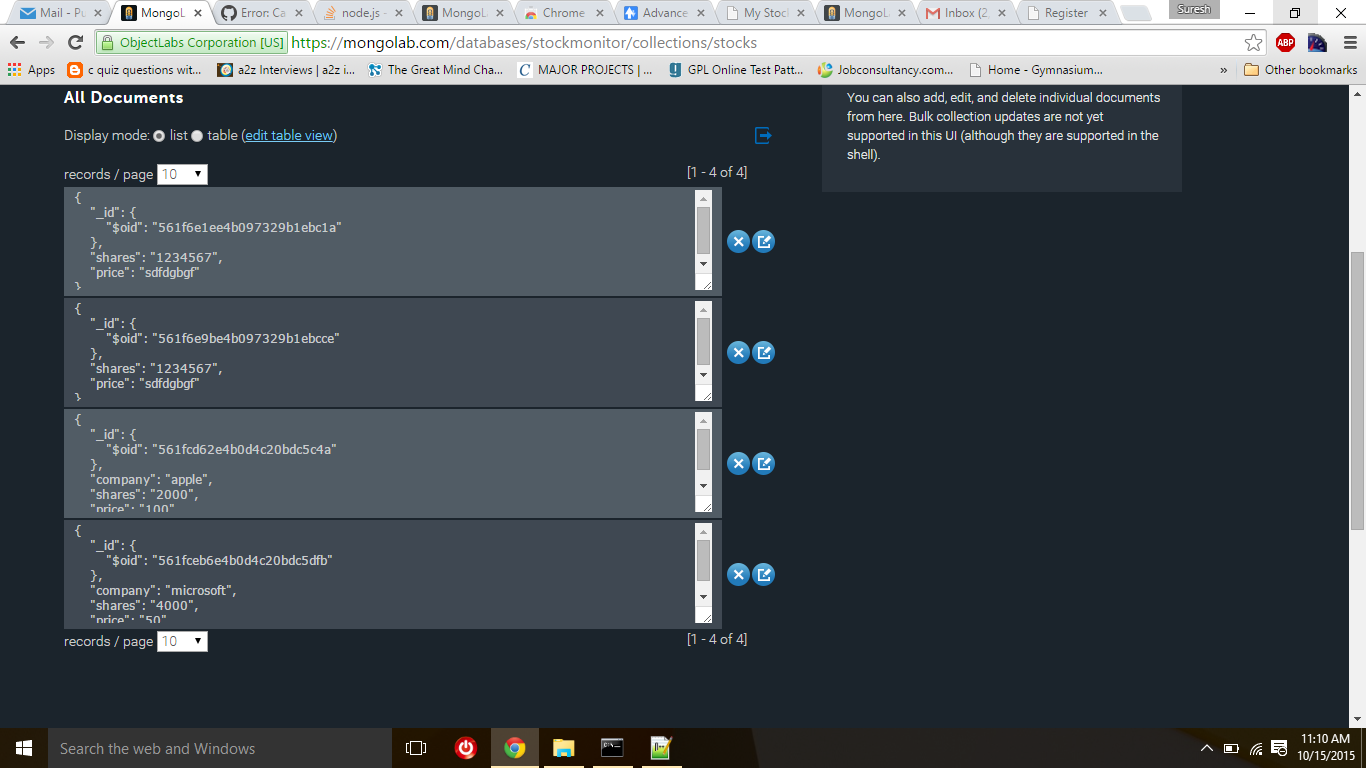 Mail - Pu
MongoL
Error: Ca
node.js -
MongoL
Chrome
Advance
My Stoc
MongoL
Inbox (2,
Register
Suresh
ObjectLabs Corporation [US] https://mongolab.com/databases/stockmonitor/collections/stocks
ABP
Apps
c quiz questions wit...
a2z Interviews | a2z i...
The Great Mind Cha...
MAJOR PROJECTS | ...
GPL Online Test Patt...
Jobconsultancy.com...
Home - Gymnasium...
»
Other bookmarks
All Documents
Display mode: list table (edit table view)
records / page 10
[1 - 4 of 4]
{
"_id": {
"$oid": "561f6e1ee4b097329b1ebc1a"
},
"shares": "1234567",
"price": "sdfdgbgf"
}
{
"_id": {
"$oid": "561f6e9be4b097329b1ebcce"
},
"shares": "1234567",
"price": "sdfdgbgf"
}
{
"_id": {
"$oid": "561fcd62e4b0d4c20bdc5c4a"
},
"company": "apple",
"shares": "2000",
"price": "100"
{
"_id": {
"$oid": "561fceb6e4b0d4c20bdc5dfb"
},
"company": "microsoft",
"shares": "4000",
"price": "50"
records / page 10
[1 - 4 of 4]
You can also add, edit, and delete individual documents
from here. Bulk collection updates are not yet
supported in this UI (although they are supported in the
shell).
Search the web and Windows
11:10 AM
10/15/2015